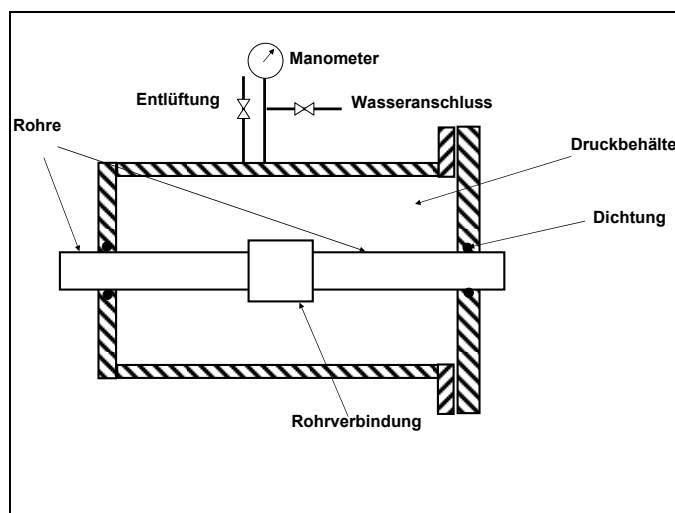 Manometer
Entlüftung
Wasseranschluss
Rohre
Druckbehälte
Dichtung
Rohrverbindung